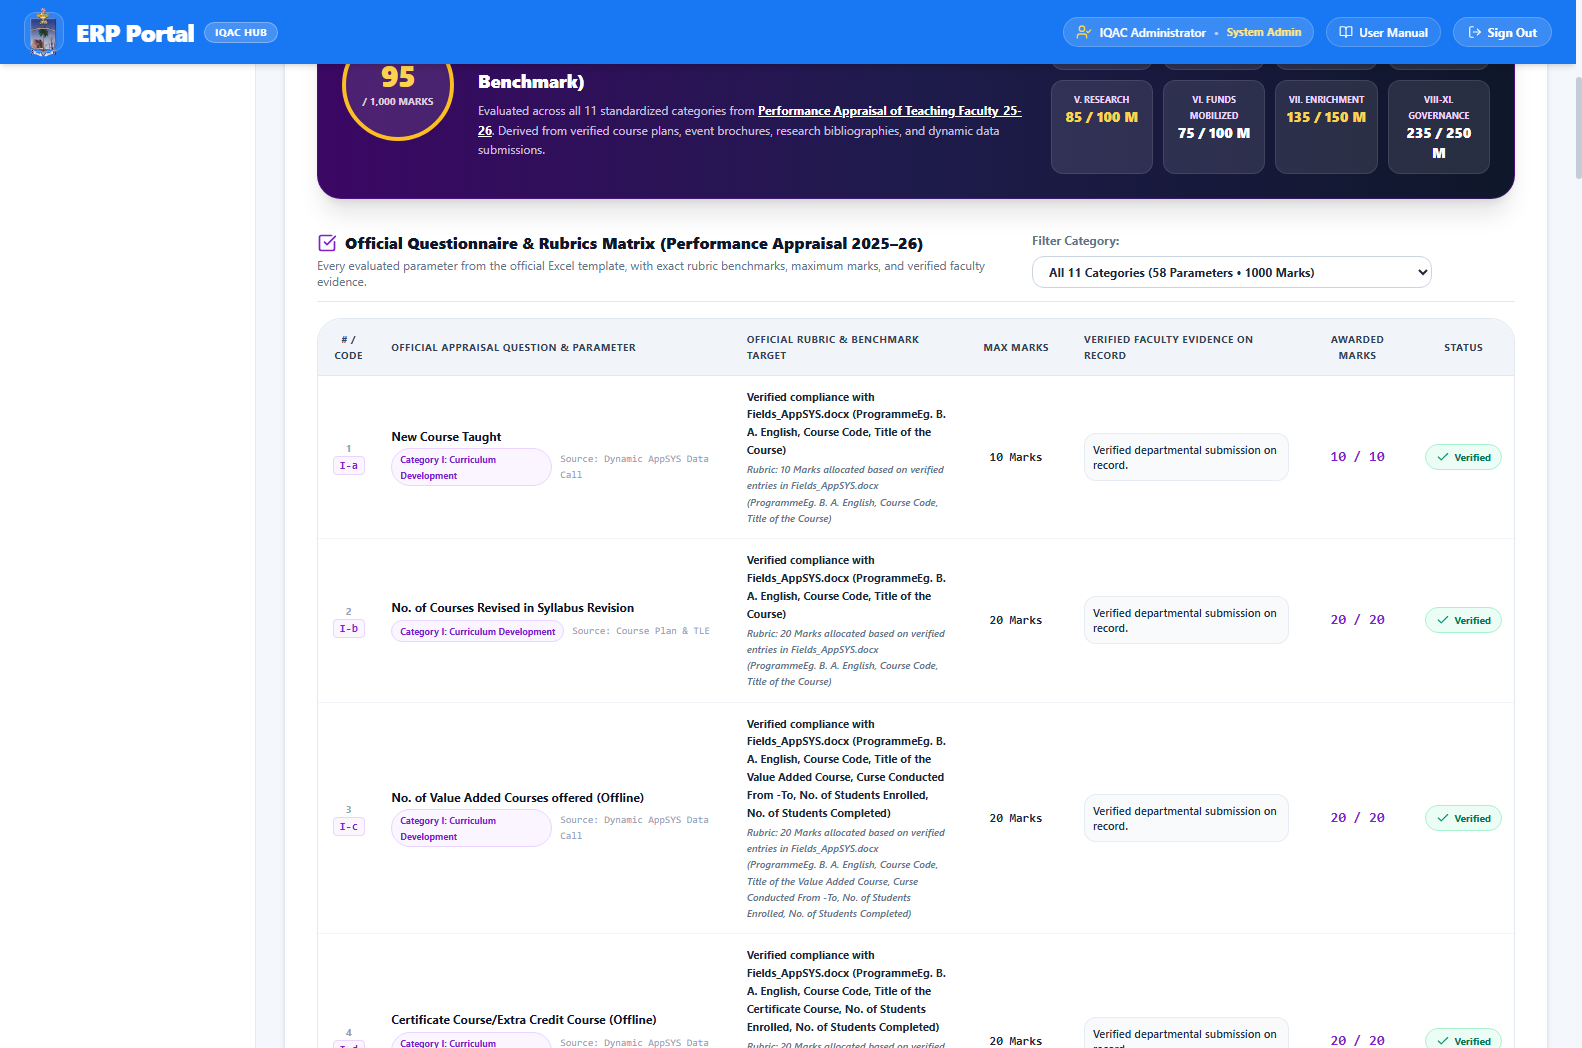 ERP Portal
IQAC HUB
IQAC Administrator • System Admin
User Manual
Sign Out
95
/ 1,000 MARKS
Benchmark)
Evaluated across all 11 standardized categories from Performance Appraisal of Teaching Faculty 25-
26. Derived from verified course plans, event brochures, research bibliographies, and dynamic data
submissions.
V. RESEARCH
85 / 100 M
VI. FUNDS
MOBILIZED
75 / 100 M
VII. ENRICHMENT
135 / 150 M
VIII-XI.
GOVERNANCE
235 / 250
M
Official Questionnaire & Rubrics Matrix (Performance Appraisal 2025–26)
Every evaluated parameter from the official Excel template, with exact rubric benchmarks, maximum marks, and verified faculty
evidence.
Filter Category:
All 11 Categories (58 Parameters • 1000 Marks)
# /
CODE
OFFICIAL APPRAISAL QUESTION & PARAMETER
OFFICIAL RUBRIC & BENCHMARK
TARGET
MAX MARKS
VERIFIED FACULTY EVIDENCE ON
RECORD
AWARDED
MARKS
STATUS
1
I-a
New Course Taught
Category I: Curriculum
Development
Source: Dynamic AppSYS Data
Call
Verified compliance with
Fields_AppSYS.docx (ProgrammeEg. B.
A. English, Course Code, Title of the
Course)
Rubric: 10 Marks allocated based on verified
entries in Fields_AppSYS.docx
(ProgrammeEg. B. A. English, Course Code,
Title of the Course)
10 Marks
Verified departmental submission on
record.
10 / 10
Verified
2
I-b
No. of Courses Revised in Syllabus Revision
Category I: Curriculum Development
Source: Course Plan & TLE
Verified compliance with
Fields_AppSYS.docx (ProgrammeEg. B.
A. English, Course Code, Title of the
Course)
Rubric: 20 Marks allocated based on verified
entries in Fields_AppSYS.docx
(ProgrammeEg. B. A. English, Course Code,
Title of the Course)
20 Marks
Verified departmental submission on
record.
20 / 20
Verified
3
I-c
No. of Value Added Courses offered (Offline)
Category I: Curriculum
Development
Source: Dynamic AppSYS Data
Call
Verified compliance with
Fields_AppSYS.docx (ProgrammeEg. B.
A. English, Course Code, Title of the
Value Added Course, Curse Conducted
From -To, No. of Students Enrolled,
No. of Students Completed)
Rubric: 20 Marks allocated based on verified
entries in Fields_AppSYS.docx
(ProgrammeEg. B. A. English, Course Code,
Title of the Value Added Course, Curse
Conducted From -To, No. of Students
Enrolled, No. of Students Completed)
20 Marks
Verified departmental submission on
record.
20 / 20
Verified
4
I-d
Certificate Course/Extra Credit Course (Offline)
Category I: Curriculum
Source: Dynamic AppSYS Data
Verified compliance with
Fields_AppSYS.docx (ProgrammeEg. B.
A. English, Course Code, Title of the
Certificate Course, No. of Students
Enrolled, No. of Students Completed)
Rubric: 20 Marks allocated based on verified
20 Marks
Verified departmental submission on
20 / 20
Verified